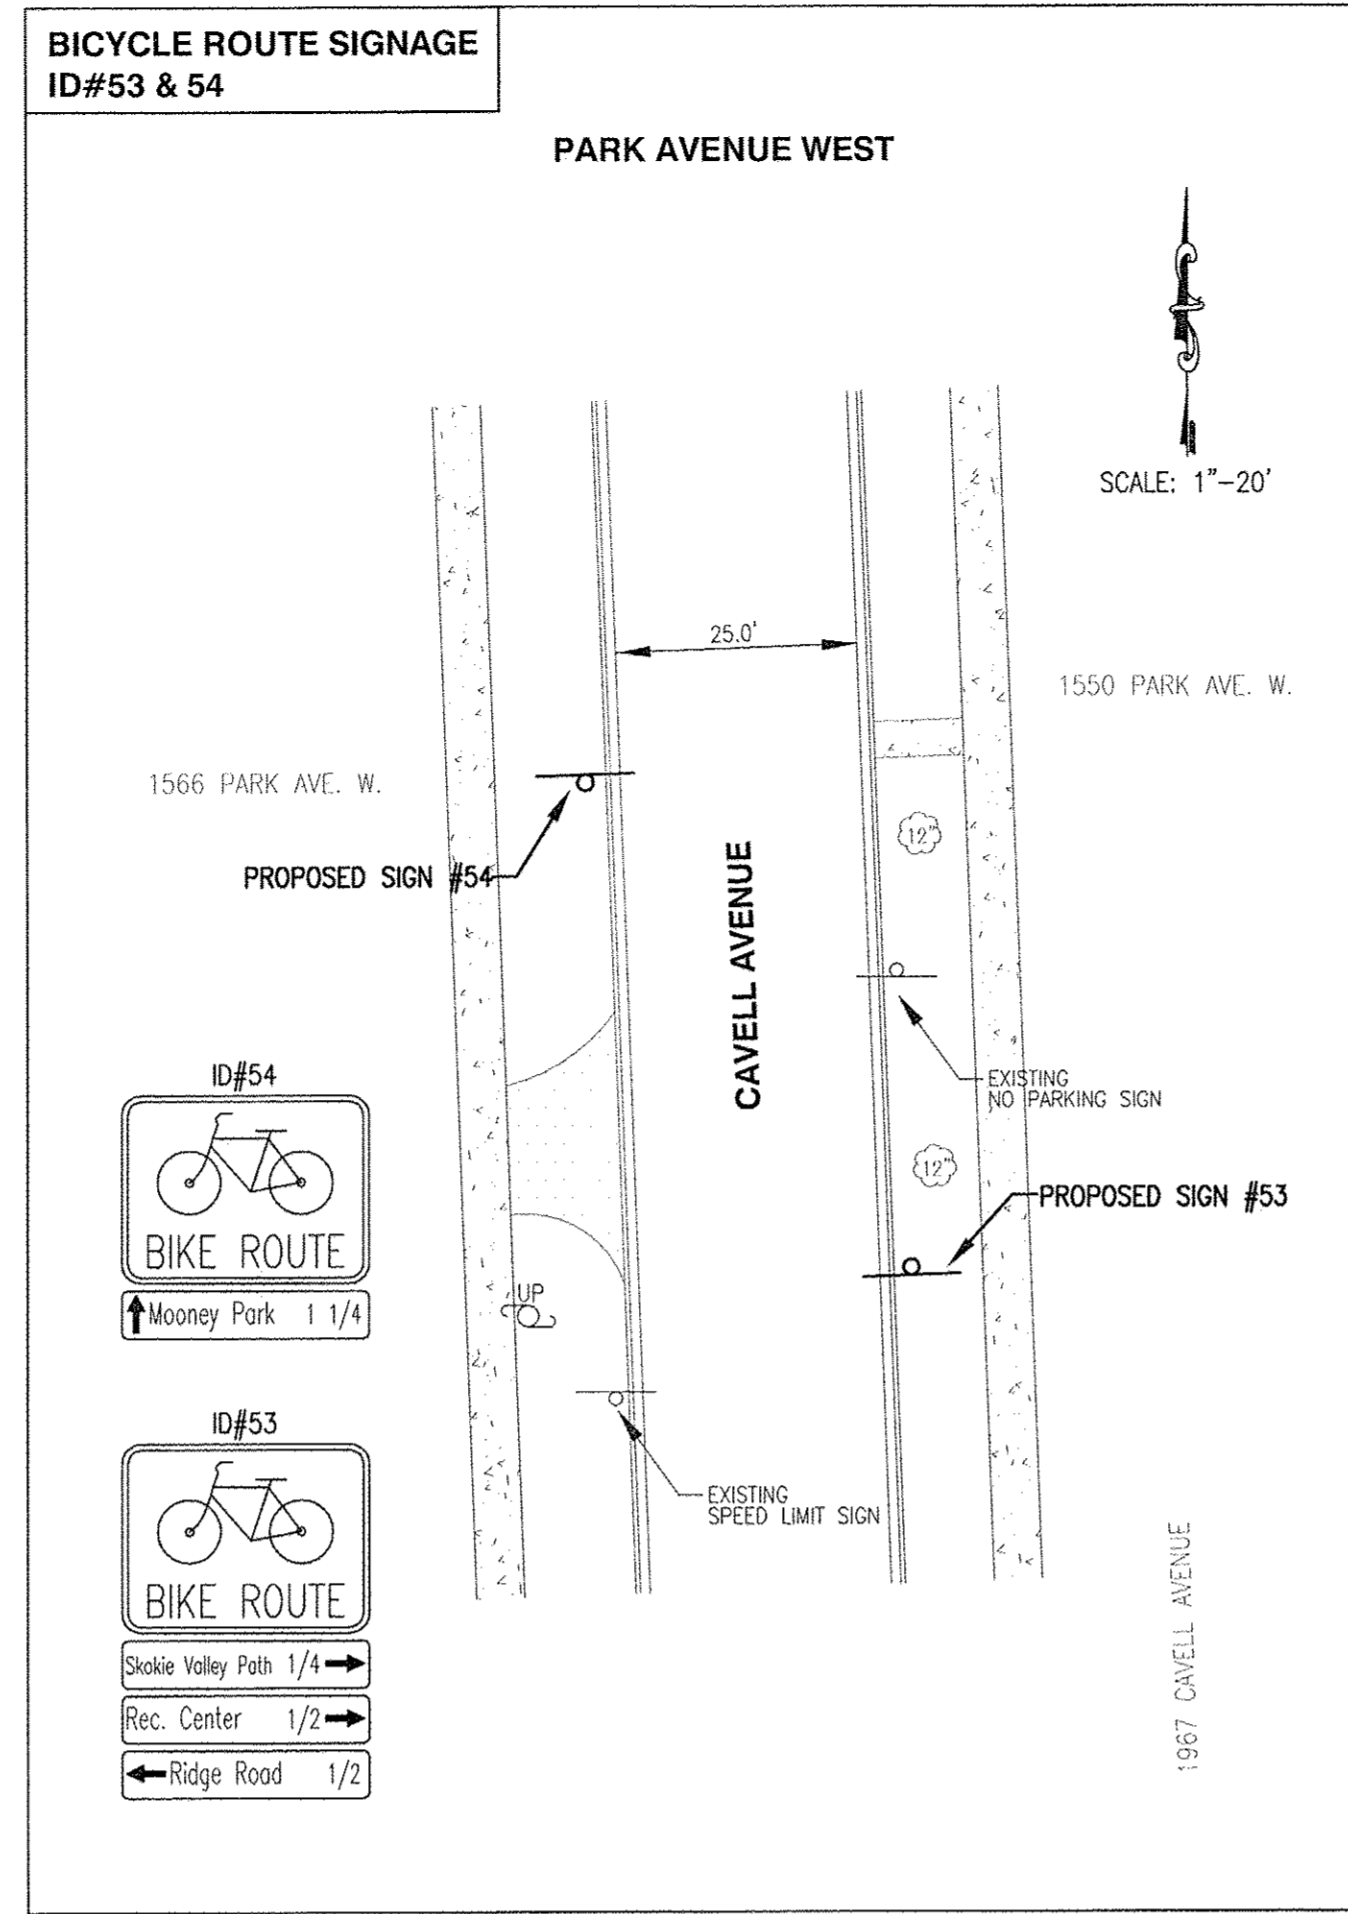 BICYCLE ROUTE SIGNAGE
ID#53 & 54
PARK AVENUE WEST
SCALE: 1"-20'
25.0'
1550 PARK AVE. W.
1566 PARK AVE. W.
12"
PROPOSED SIGN #54
CAVELL AVENUE
EXISTING
NO PARKING SIGN
12"
PROPOSED SIGN #53
ID#54
BIKE ROUTE
Mooney Park 1 1/4
UP
ID#53
BIKE ROUTE
Skokie Valley Path 1/4
Rec. Center 1/2
Ridge Road 1/2
EXISTING
SPEED LIMIT SIGN
1967 CAVELL AVENUE